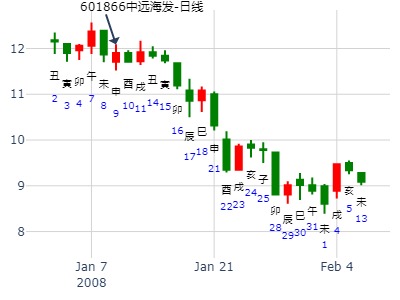 601866中远海发-日线
12
11
10
9
8
丑 2
寅 3
卯 4
午 7
未 8
申 9
酉 10
戌 11
丑 14
寅 15
卯 16
辰 17
巳 18
申 21
酉 22
戌 23
亥 24
子 25
卯 28
辰 29
巳 30
午 31
未 1
戌 4
亥 5
未 13
Jan 7
2008
Jan 21
Feb 4